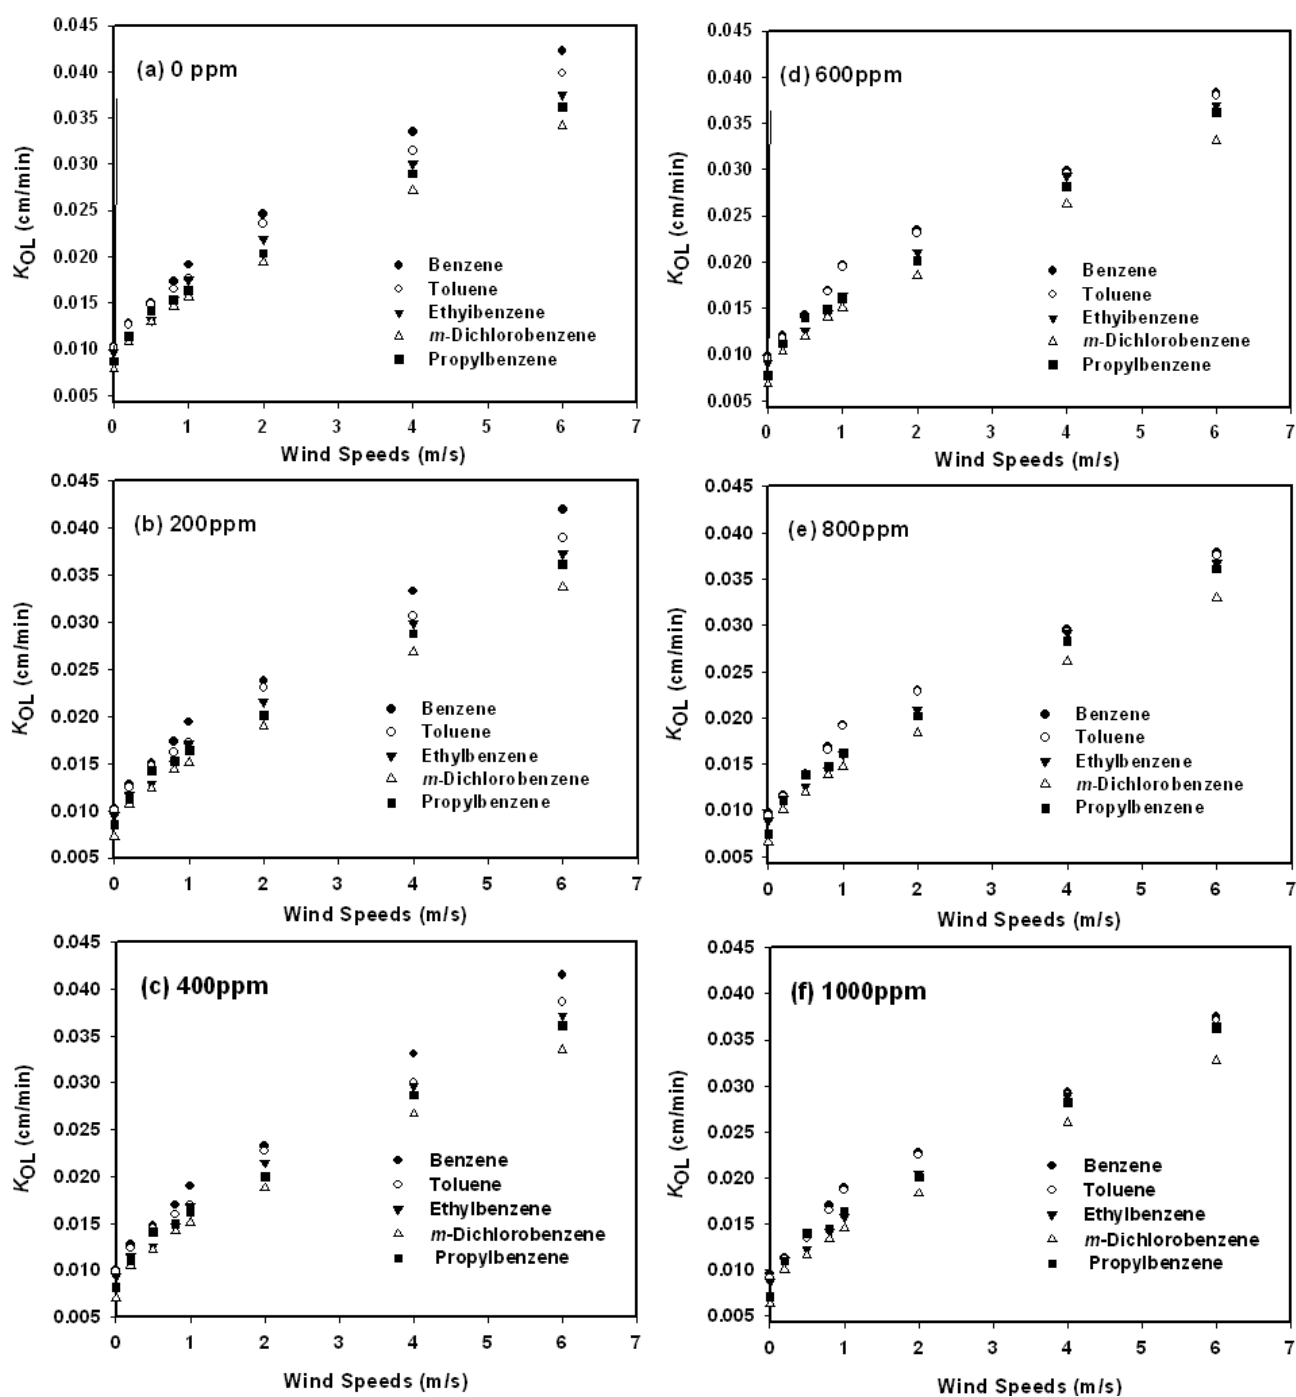 (a) 0 ppm
0.045
0.040
0.035
0.030
0.025
0.020
0.015
0.010
0.005
KOL (cm/min)
Benzene
Toluene
Ethyibenzene
m-Dichlorobenzene
Propylbenzene
0 1 2 3 4 5 6 7
Wind Speeds (m/s)
(b) 200ppm
0.045
0.040
0.035
0.030
0.025
0.020
0.015
0.010
0.005
KOL (cm/min)
Benzene
Toluene
Ethylbenzene
m-Dichlorobenzene
Propylbenzene
0 1 2 3 4 5 6 7
Wind Speeds (m/s)
(c) 400ppm
0.045
0.040
0.035
0.030
0.025
0.020
0.015
0.010
0.005
KOL (cm/min)
Benzene
Toluene
Ethylbenzene
m-Dichlorobenzene
Propylbenzene
0 1 2 3 4 5 6 7
Wind Speeds (m/s)
(d) 600ppm
0.045
0.040
0.035
0.030
0.025
0.020
0.015
0.010
0.005
KOL (cm/min)
Benzene
Toluene
Ethyibenzene
m-Dichlorobenzene
Propylbenzene
0 1 2 3 4 5 6 7
Wind Speeds (m/s)
(e) 800ppm
0.045
0.040
0.035
0.030
0.025
0.020
0.015
0.010
0.005
KOL (cm/min)
Benzene
Toluene
Ethylbenzene
m-Dichlorobenzene
Propylbenzene
0 1 2 3 4 5 6 7
Wind Speeds (m/s)
(f) 1000ppm
0.045
0.040
0.035
0.030
0.025
0.020
0.015
0.010
0.005
KOL (cm/min)
Benzene
Toluene
Ethylbenzene
m-Dichlorobenzene
Propylbenzene
0 1 2 3 4 5 6 7
Wind Speeds (m/s)